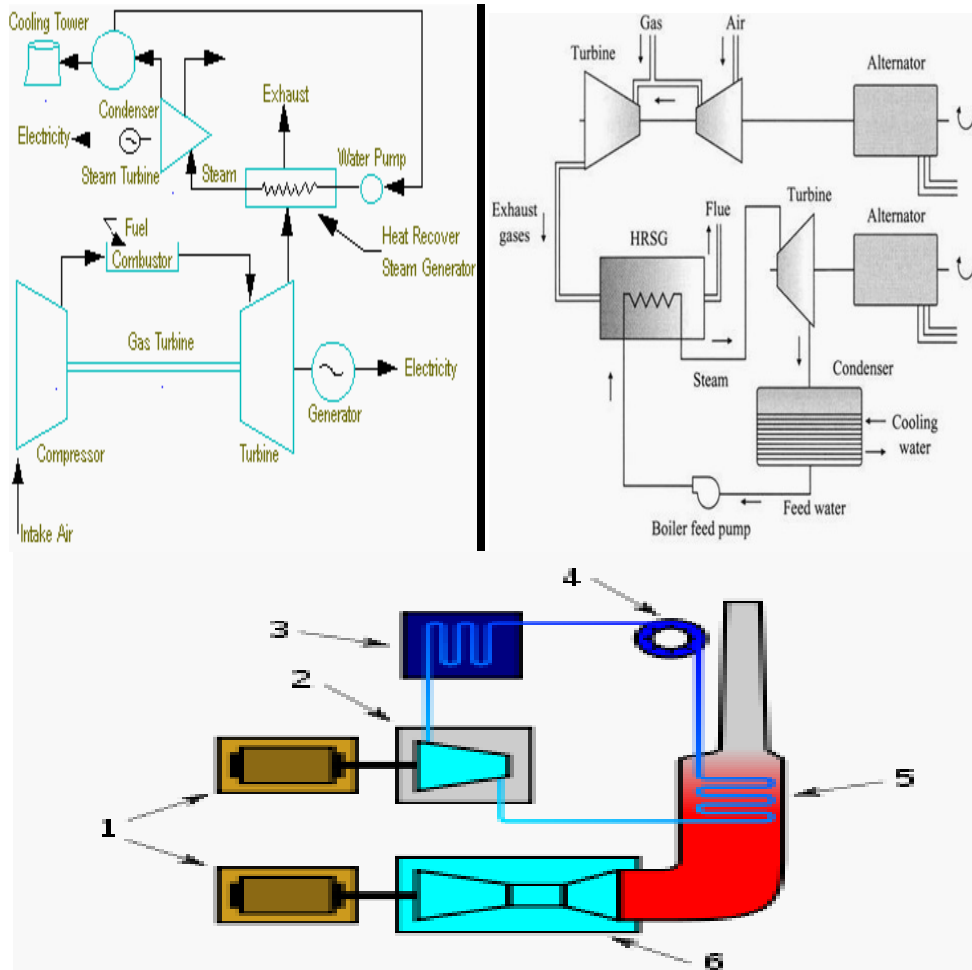 Cooling Tower
Condenser
Exhaust
Electricity
Steam Turbine
Steam
Water Pump
Fuel
Combustor
Heat Recover
Steam Generator
Gas Turbine
Electricity
Generator
Compressor
Turbine
Intake Air
Gas
Air
Turbine
Alternator
Exhaust
gases
HRSG
Flue
Turbine
Alternator
Steam
Condenser
Cooling
water
Feed water
Boiler feed pump
4
3
2
5
1
6